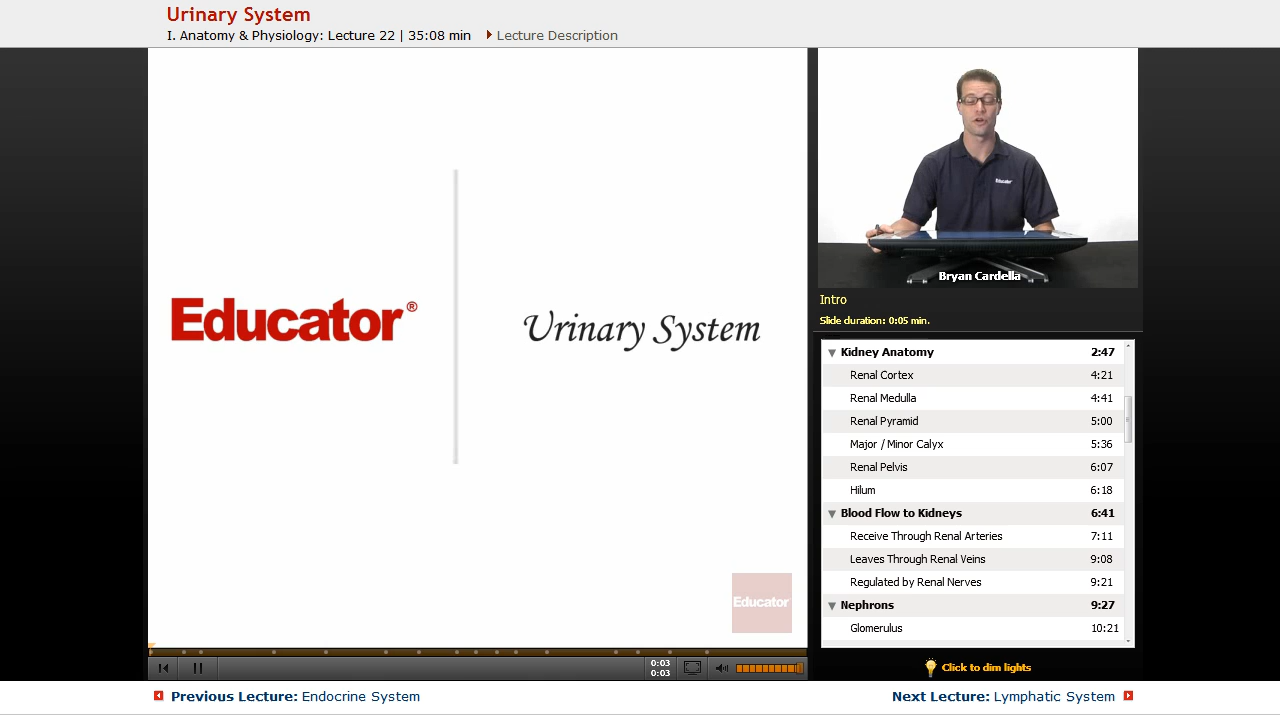 Urinary System
I. Anatomy & Physiology: Lecture 22 | 35:08 min Lecture Description
Educator®
Urinary System
Educator
Educator
Bryan Cardella
Intro
Slide duration: 0:05 min.
Kidney Anatomy 2:47
Renal Cortex 4:21
Renal Medulla 4:41
Renal Pyramid 5:00
Major / Minor Calyx 5:36
Renal Pelvis 6:07
Hilum 6:18
Blood Flow to Kidneys 6:41
Receive Through Renal Arteries 7:11
Leaves Through Renal Veins 9:08
Regulated by Renal Nerves 9:21
Nephrons 9:27
Glomerulus 10:21
0:03
0:03
Click to dim lights
Previous Lecture: Endocrine System
Next Lecture: Lymphatic System